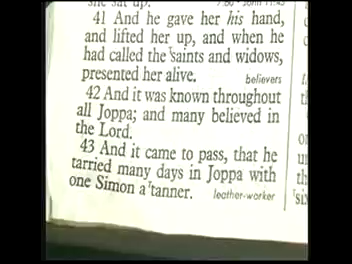 she sat up.
41 And he gave her his hand,
and lifted her up, and when he
had called the saints and widows,
presented her alive. believers
42 And it was known throughout
all Joppa; and many believed in
the Lord.
43 And it came to pass, that he
tarried many days in Joppa with
one Simon a tanner. leather-worker